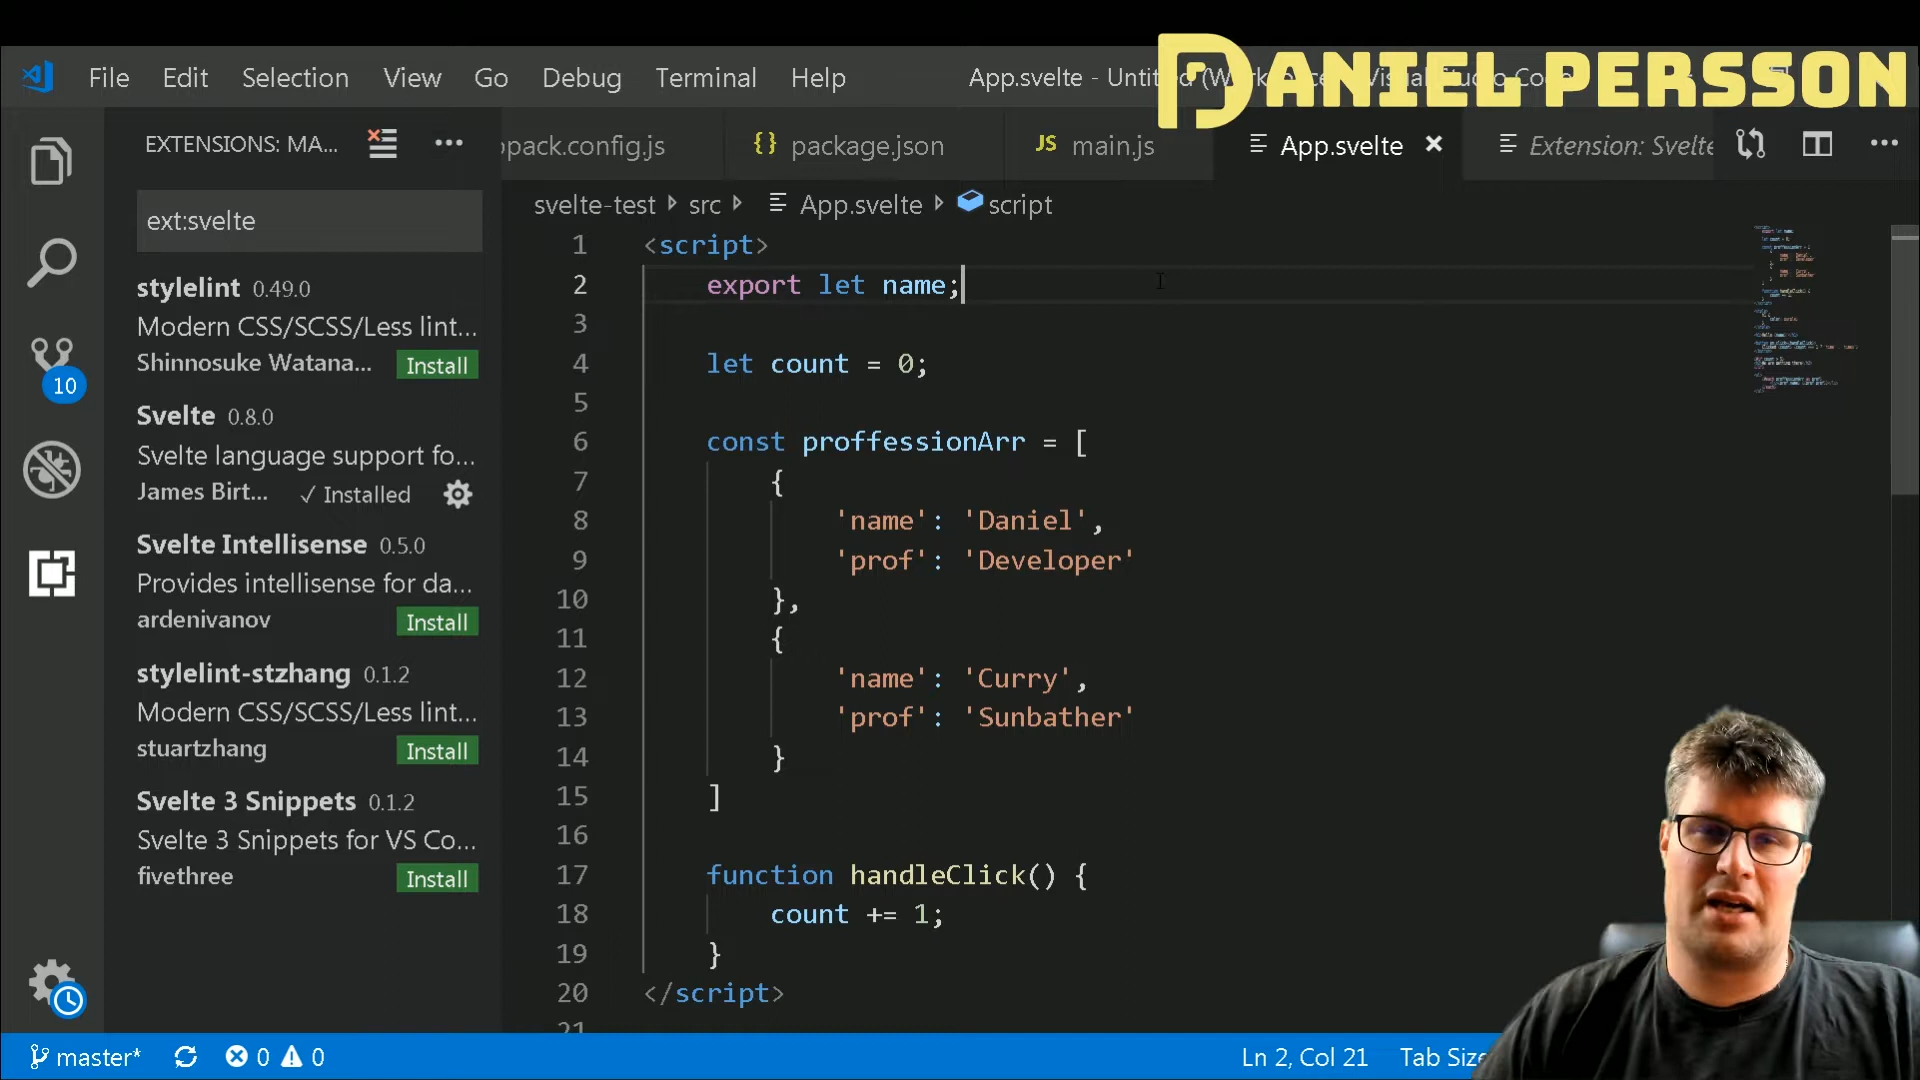 File Edit Selection View Go Debug Terminal Help
App.svelte - Untit
DANIEL PERSSON
EXTENSIONS: MA...
pack.config.js
{} package.json
JS main.js
App.svelte
Extension: Svelte
ext:svelte
svelte-test src App.svelte script
stylelint 0.49.0
Modern CSS/SCSS/Less lint...
Shinnosuke Watana... Install
Svelte 0.8.0
Svelte language support fo...
James Birt... ✓ Installed
Svelte Intellisense 0.5.0
Provides intellisense for da...
ardenivanov Install
stylelint-stzhang 0.1.2
Modern CSS/SCSS/Less lint...
stuartzhang Install
Svelte 3 Snippets 0.1.2
Svelte 3 Snippets for VS Co...
fivethree Install
10
1 <script>
2 export let name;
3
4 let count = 0;
5
6 const proffessionArr = [
7 {
8 'name': 'Daniel',
9 'prof': 'Developer'
10 },
11 {
12 'name': 'Curry',
13 'prof': 'Sunbather'
14 }
15 ]
16
17 function handleClick() {
18 count += 1;
19 }
20 </script>
21
master* 0 0 Ln 2, Col 21 Tab Size